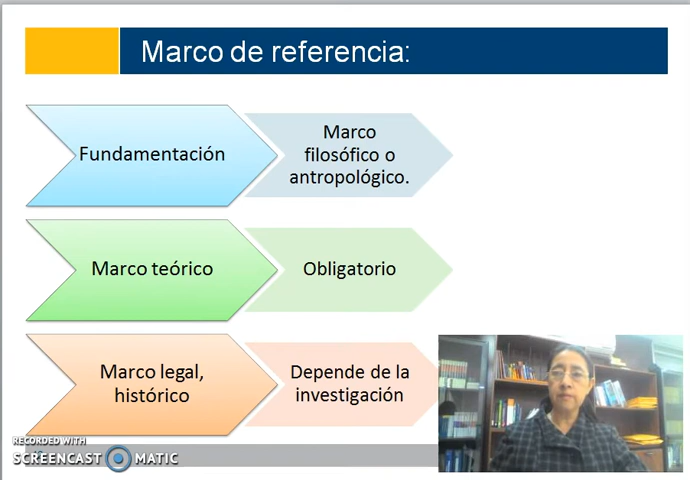 Marco de referencia:
Fundamentación
Marco
filosófico o
antropológico.
Marco teórico
Obligatorio
Marco legal,
histórico
Depende de la
investigación
RECORDED WITH
SCREENCAST MATIC